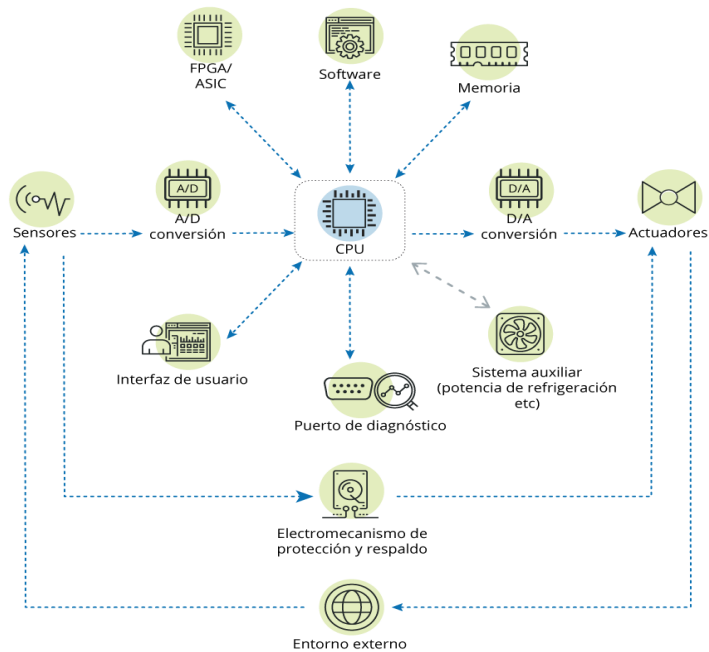 FPGA/
ASIC
Software
Memoria
A/D
D/A
Sensores
A/D
conversión
CPU
D/A
conversión
Actuadores
Interfaz de usuario
Sistema auxiliar
(potencia de refrigeración
etc)
Puerto de diagnóstico
Electromecanismo de
protección y respaldo
Entorno externo